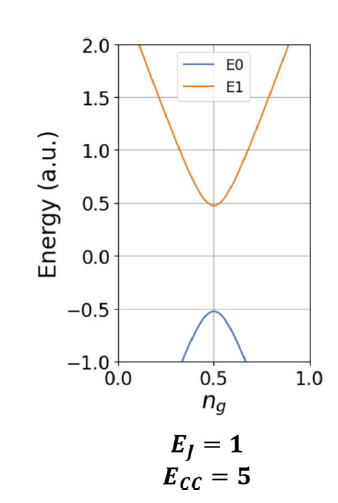 2.0
E0
E1
1.5
1.0
0.5
0.0
−0.5
−1.0
Energy (a.u.)
0.0 0.5 1.0
n_g
E_J = 1
E_CC = 5